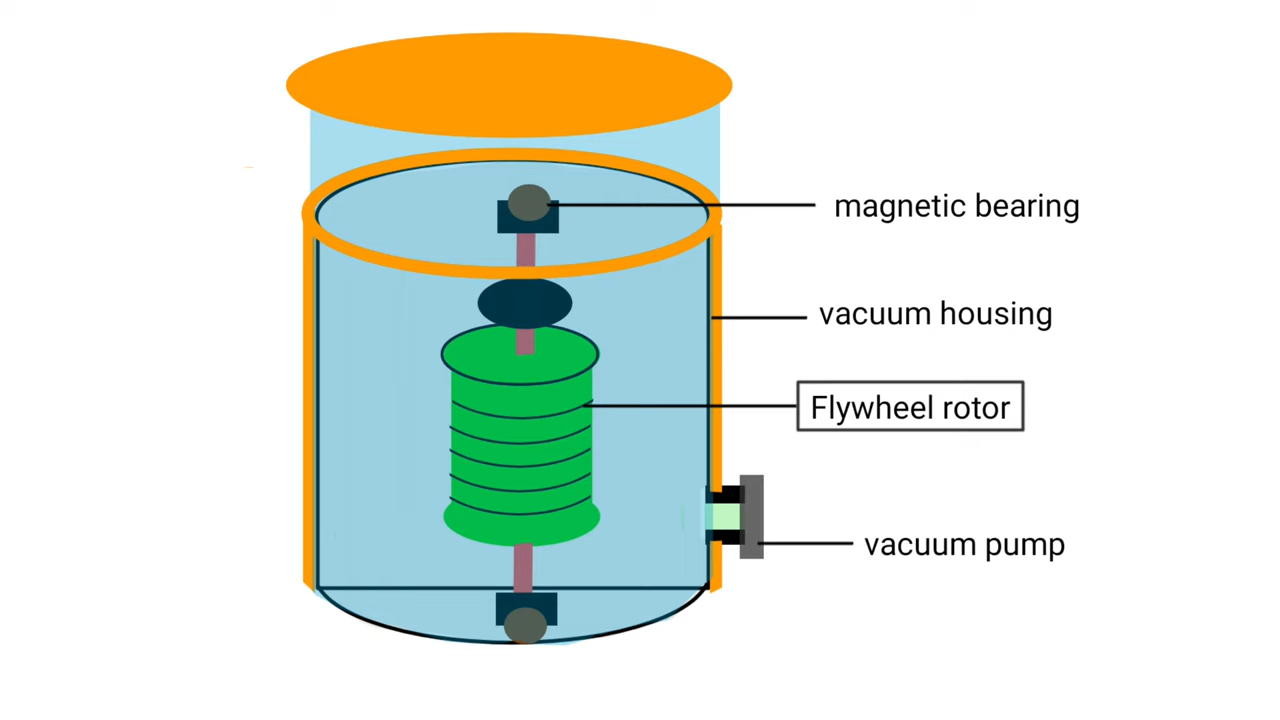 magnetic bearing
vacuum housing
Flywheel rotor
vacuum pump